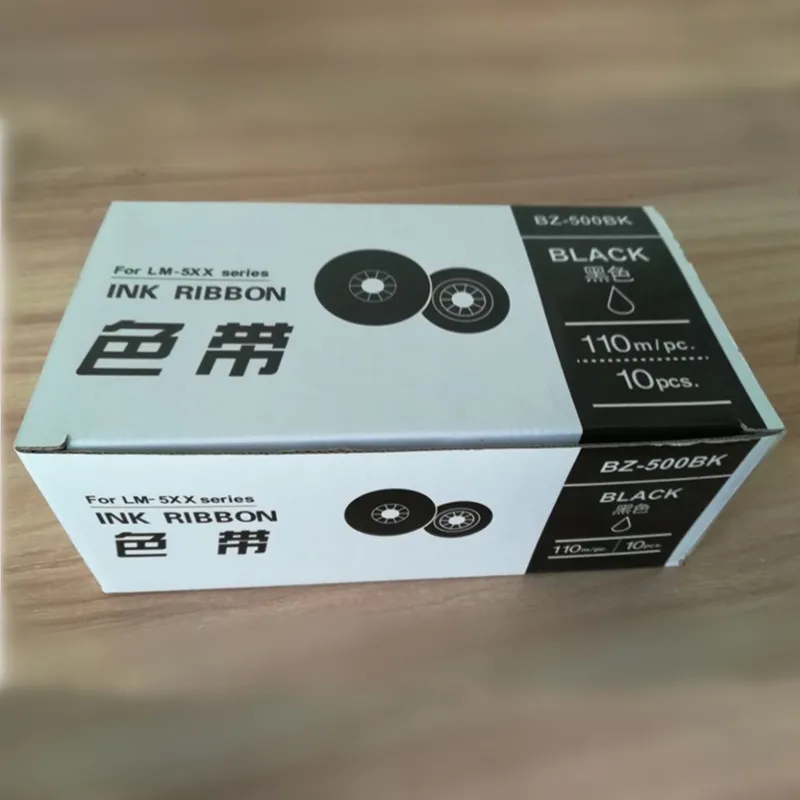 For LM-5XX series
INK RIBBON
色带
BZ-500BK
BLACK
黑色
110m/pc.
10pcs.
For LM-5XX series
INK RIBBON
色带
BZ-500BK
BLACK
黑色
110m/pc. / 10pcs.